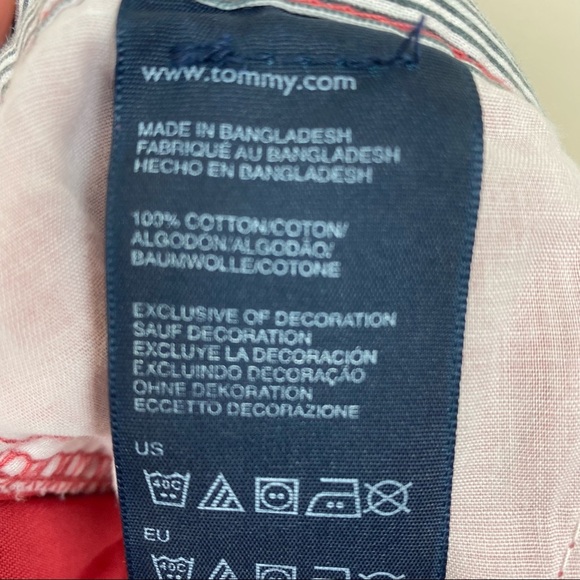 www.tommy.com
MADE IN BANGLADESH
FABRIQUÉ AU BANGLADESH
HECHO EN BANGLADESH
100% COTTON/COTON/
ALGODÓN/ALGODÃO/
BAUMWOLLE/COTONE
EXCLUSIVE OF DECORATION
SAUF DECORATION
EXCLUYE LA DECORACIÓN
EXCLUINDO DECORAÇÃO
OHNE DEKORATION
ECCETTO DECORAZIONE
US
40C
EU
40C